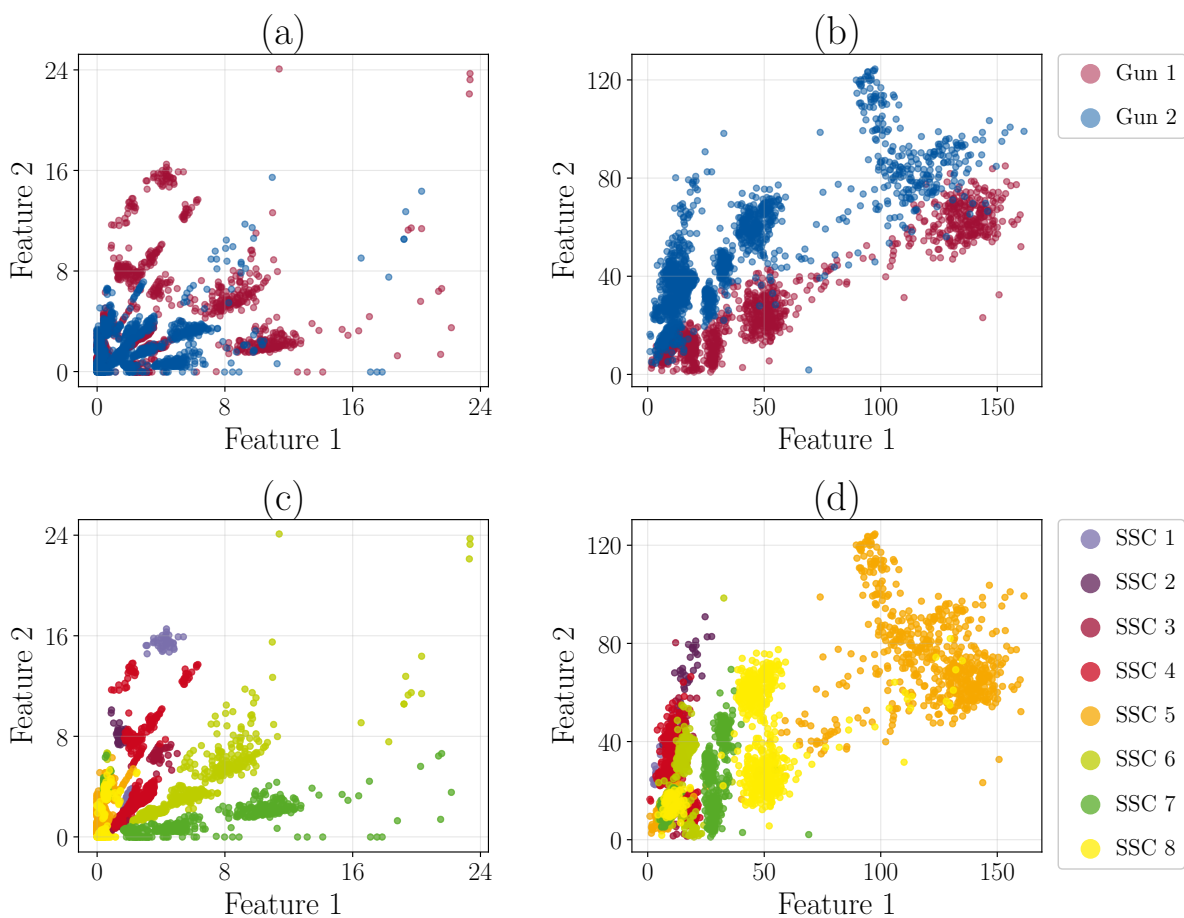 (a)
24
16
8
0
0
8
16
24
Feature 2
Feature 1
(b)
120
80
40
0
0
50
100
150
Feature 2
Feature 1
Gun 1
Gun 2
(c)
24
16
8
0
0
8
16
24
Feature 2
Feature 1
(d)
120
80
40
0
0
50
100
150
Feature 2
Feature 1
SSC 1
SSC 2
SSC 3
SSC 4
SSC 5
SSC 6
SSC 7
SSC 8